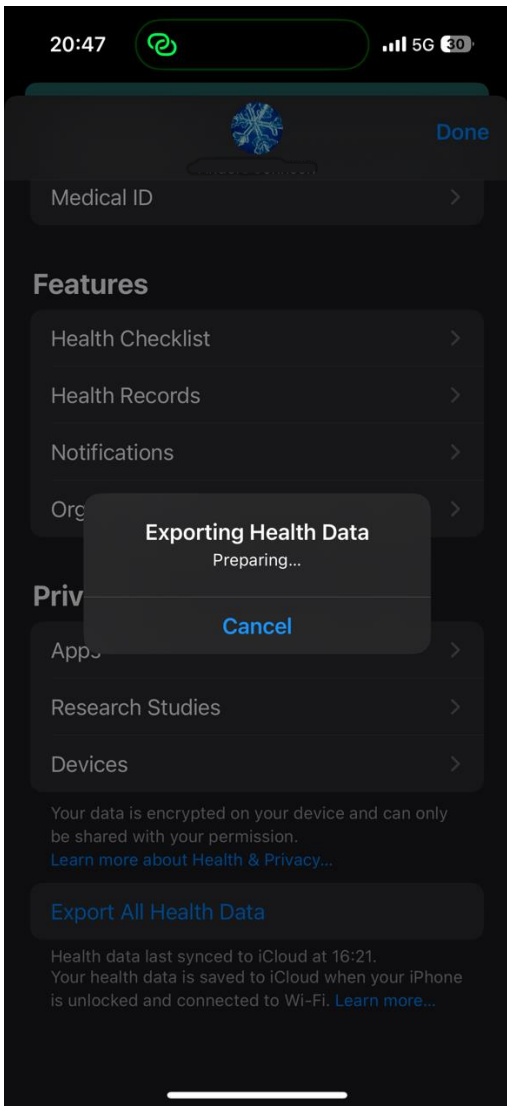 20:47
5G 30
Done
Medical ID
Features
Health Checklist
Health Records
Notifications
Org
Exporting Health Data
Preparing...
Cancel
Priv
Apps
Research Studies
Devices
Your data is encrypted on your device and can only
be shared with your permission.
Learn more about Health & Privacy...
Export All Health Data
Health data last synced to iCloud at 16:21.
Your health data is saved to iCloud when your iPhone
is unlocked and connected to Wi-Fi. Learn more...